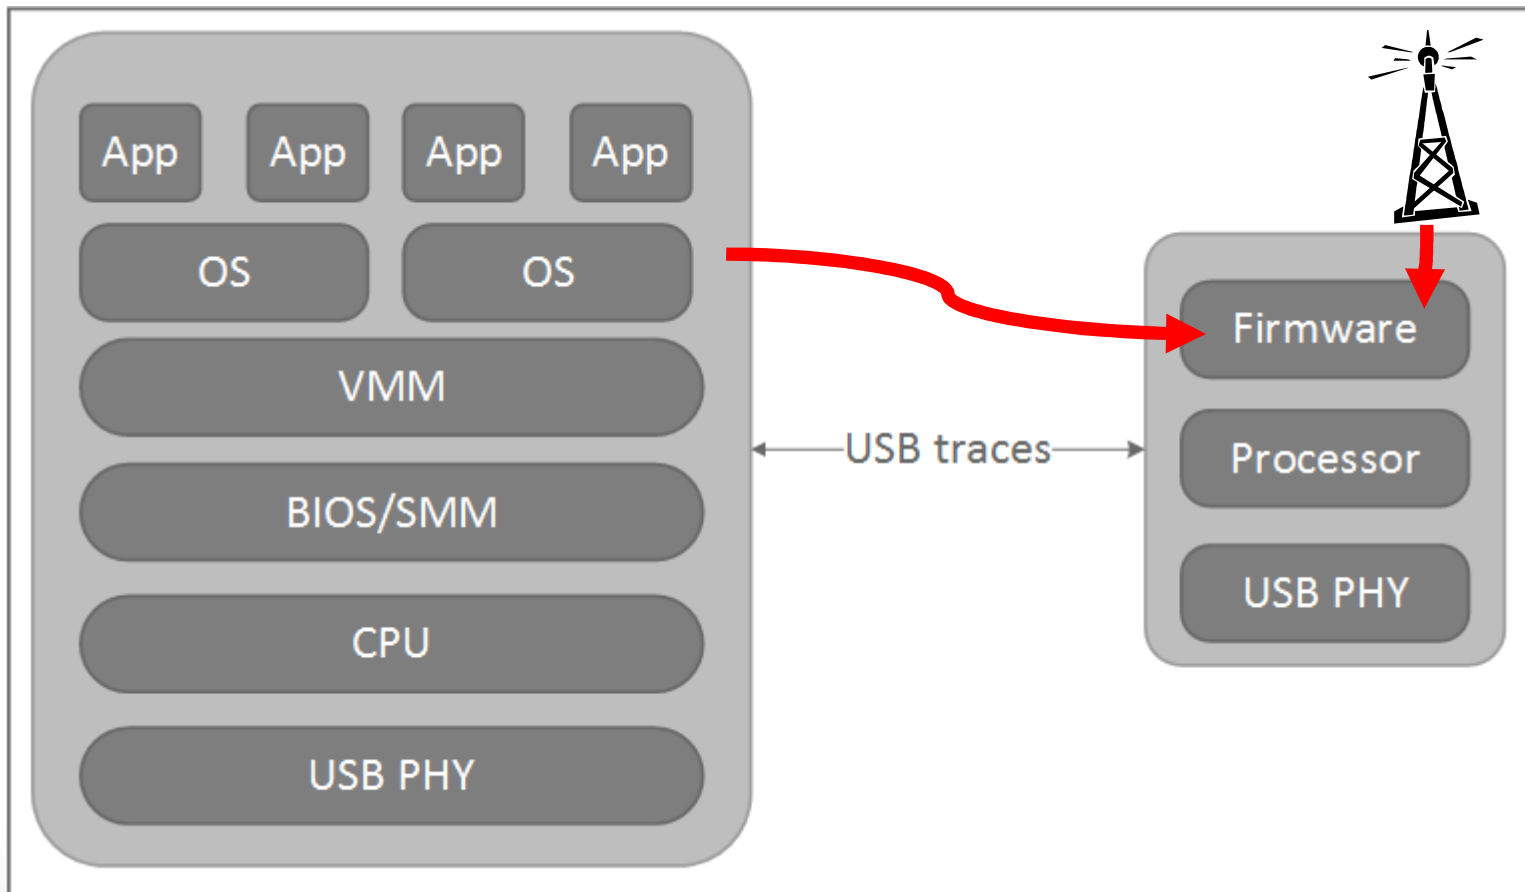 App App App App
OS OS
VMM
BIOS/SMM
CPU
USB PHY
USB traces
Firmware
Processor
USB PHY